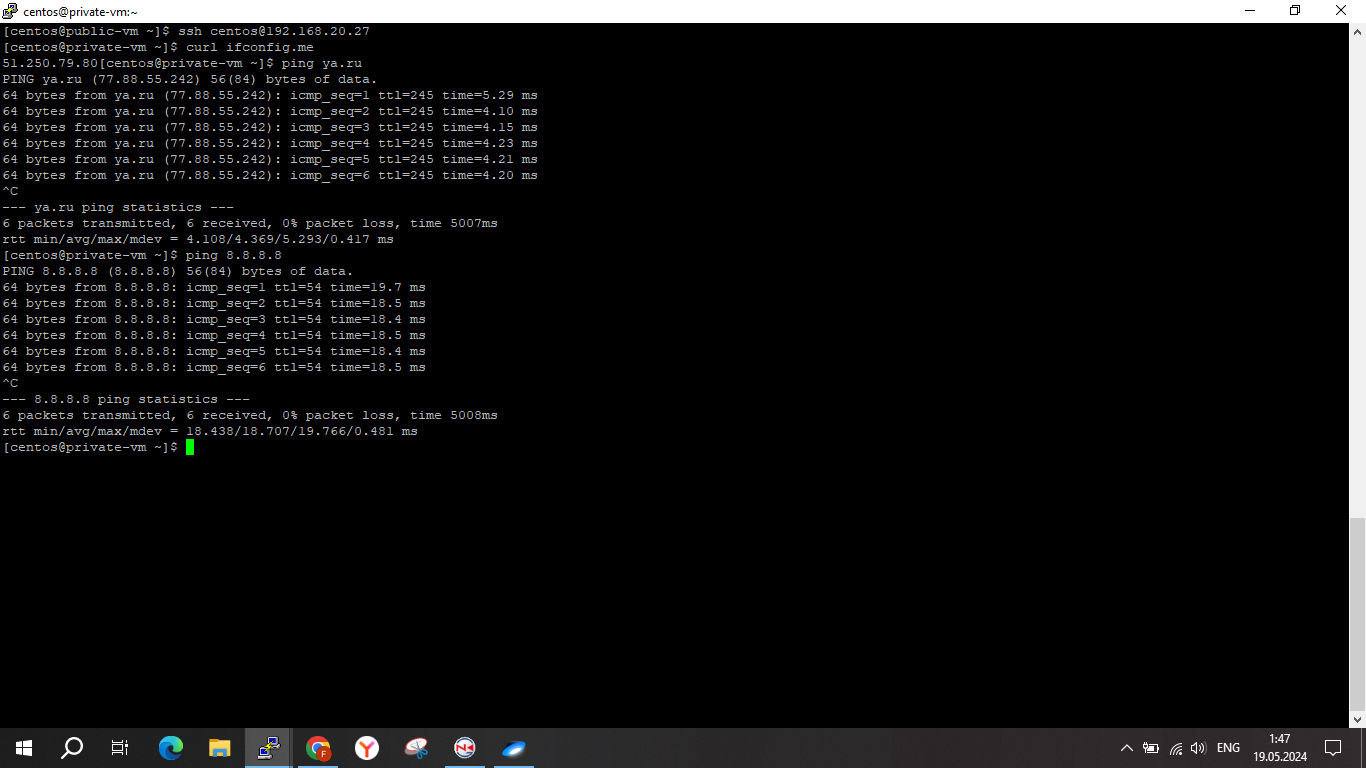 centos@private-vm:~
[centos@public-vm ~]$ ssh centos@192.168.20.27
[centos@private-vm ~]$ curl ifconfig.me
51.250.79.80[centos@private-vm ~]$ ping ya.ru
PING ya.ru (77.88.55.242) 56(84) bytes of data.
64 bytes from ya.ru (77.88.55.242): icmp_seq=1 ttl=245 time=5.29 ms
64 bytes from ya.ru (77.88.55.242): icmp_seq=2 ttl=245 time=4.10 ms
64 bytes from ya.ru (77.88.55.242): icmp_seq=3 ttl=245 time=4.15 ms
64 bytes from ya.ru (77.88.55.242): icmp_seq=4 ttl=245 time=4.23 ms
64 bytes from ya.ru (77.88.55.242): icmp_seq=5 ttl=245 time=4.21 ms
64 bytes from ya.ru (77.88.55.242): icmp_seq=6 ttl=245 time=4.20 ms
^C
--- ya.ru ping statistics ---
6 packets transmitted, 6 received, 0% packet loss, time 5007ms
rtt min/avg/max/mdev = 4.108/4.369/5.293/0.417 ms
[centos@private-vm ~]$ ping 8.8.8.8
PING 8.8.8.8 (8.8.8.8) 56(84) bytes of data.
64 bytes from 8.8.8.8: icmp_seq=1 ttl=54 time=19.7 ms
64 bytes from 8.8.8.8: icmp_seq=2 ttl=54 time=18.5 ms
64 bytes from 8.8.8.8: icmp_seq=3 ttl=54 time=18.4 ms
64 bytes from 8.8.8.8: icmp_seq=4 ttl=54 time=18.5 ms
64 bytes from 8.8.8.8: icmp_seq=5 ttl=54 time=18.4 ms
64 bytes from 8.8.8.8: icmp_seq=6 ttl=54 time=18.5 ms
^C
--- 8.8.8.8 ping statistics ---
6 packets transmitted, 6 received, 0% packet loss, time 5008ms
rtt min/avg/max/mdev = 18.438/18.707/19.766/0.481 ms
[centos@private-vm ~]$
ENG
1:47
19.05.2024